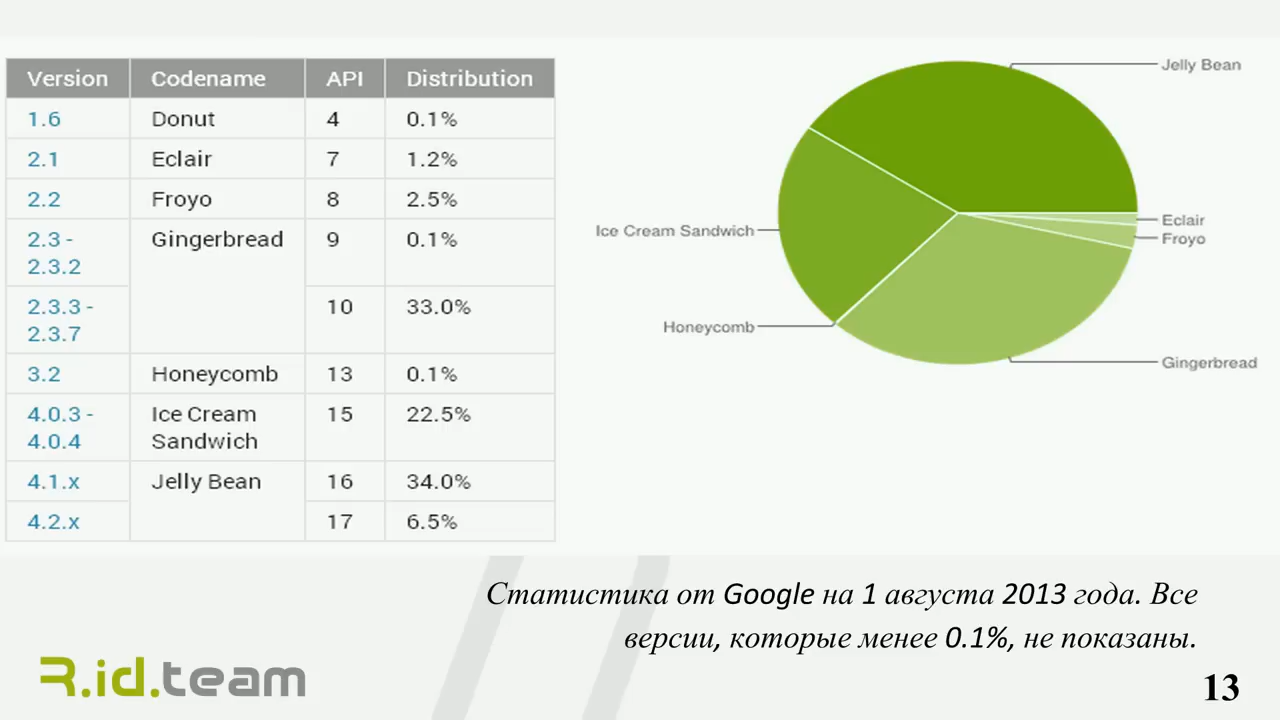 Version Codename API Distribution
1.6 Donut 4 0.1%
2.1 Eclair 7 1.2%
2.2 Froyo 8 2.5%
2.3 - Gingerbread 9 0.1%
2.3.2
2.3.3 - 10 33.0%
2.3.7
3.2 Honeycomb 13 0.1%
4.0.3 - Ice Cream 15 22.5%
4.0.4 Sandwich
4.1.x Jelly Bean 16 34.0%
4.2.x 17 6.5%
Jelly Bean
Eclair
Froyo
Ice Cream Sandwich
Honeycomb
Gingerbread
Статистика от Google на 1 августа 2013 года. Все
версии, которые менее 0.1%, не показаны.
R.id.team
13